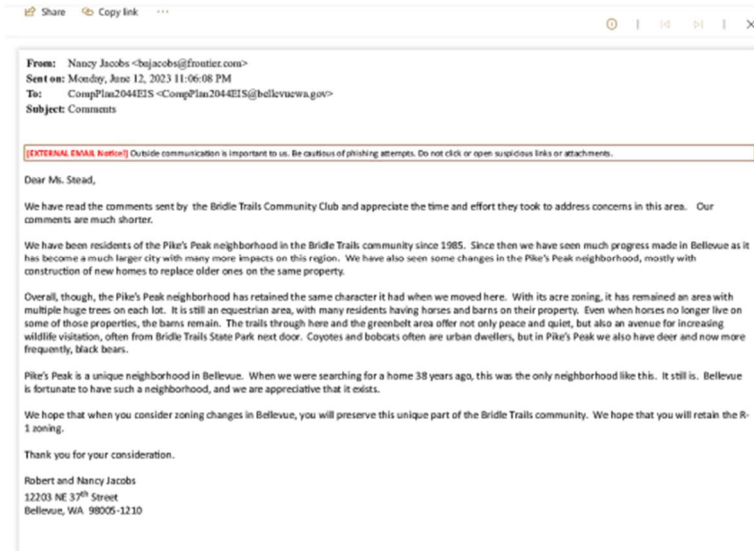 Share Copy link ...
From: Nancy Jacobs <bnjacobs@frontier.com>
Sent on: Monday, June 12, 2023 11:06:08 PM
To: CompPlan2044EIS <CompPlan2044EIS@bellevuewa.gov>
Subject: Comments
[EXTERNAL EMAIL Notice!] Outside communication is important to us. Be cautious of phishing attempts. Do not click or open suspicious links or attachments.
Dear Ms. Stead,
We have read the comments sent by the Bridle Trails Community Club and appreciate the time and effort they took to address concerns in this area. Our
comments are much shorter.
We have been residents of the Pike's Peak neighborhood in the Bridle Trails community since 1985. Since then we have seen much progress made in Bellevue as it
has become a much larger city with many more impacts on this region. We have also seen some changes in the Pike's Peak neighborhood, mostly with
construction of new homes to replace older ones on the same property.
Overall, though, the Pike's Peak neighborhood has retained the same character it had when we moved here. With its acre zoning, it has remained an area with
multiple huge trees on each lot. It is still an equestrian area, with many residents having horses and barns on their property. Even when horses no longer live on
some of those properties, the barns remain. The trails through here and the greenbelt area offer not only peace and quiet, but also an avenue for increasing
wildlife visitation, often from Bridle Trails State Park next door. Coyotes and bobcats often are urban dwellers, but in Pike's Peak we also have deer and now more
frequently, black bears.
Pike's Peak is a unique neighborhood in Bellevue. When we were searching for a home 38 years ago, this was the only neighborhood like this. It still is. Bellevue
is fortunate to have such a neighborhood, and we are appreciative that it exists.
We hope that when you consider zoning changes in Bellevue, you will preserve this unique part of the Bridle Trails community. We hope that you will retain the R-
1 zoning.
Thank you for your consideration.
Robert and Nancy Jacobs
12203 NE 37th Street
Bellevue, WA 98005-1210